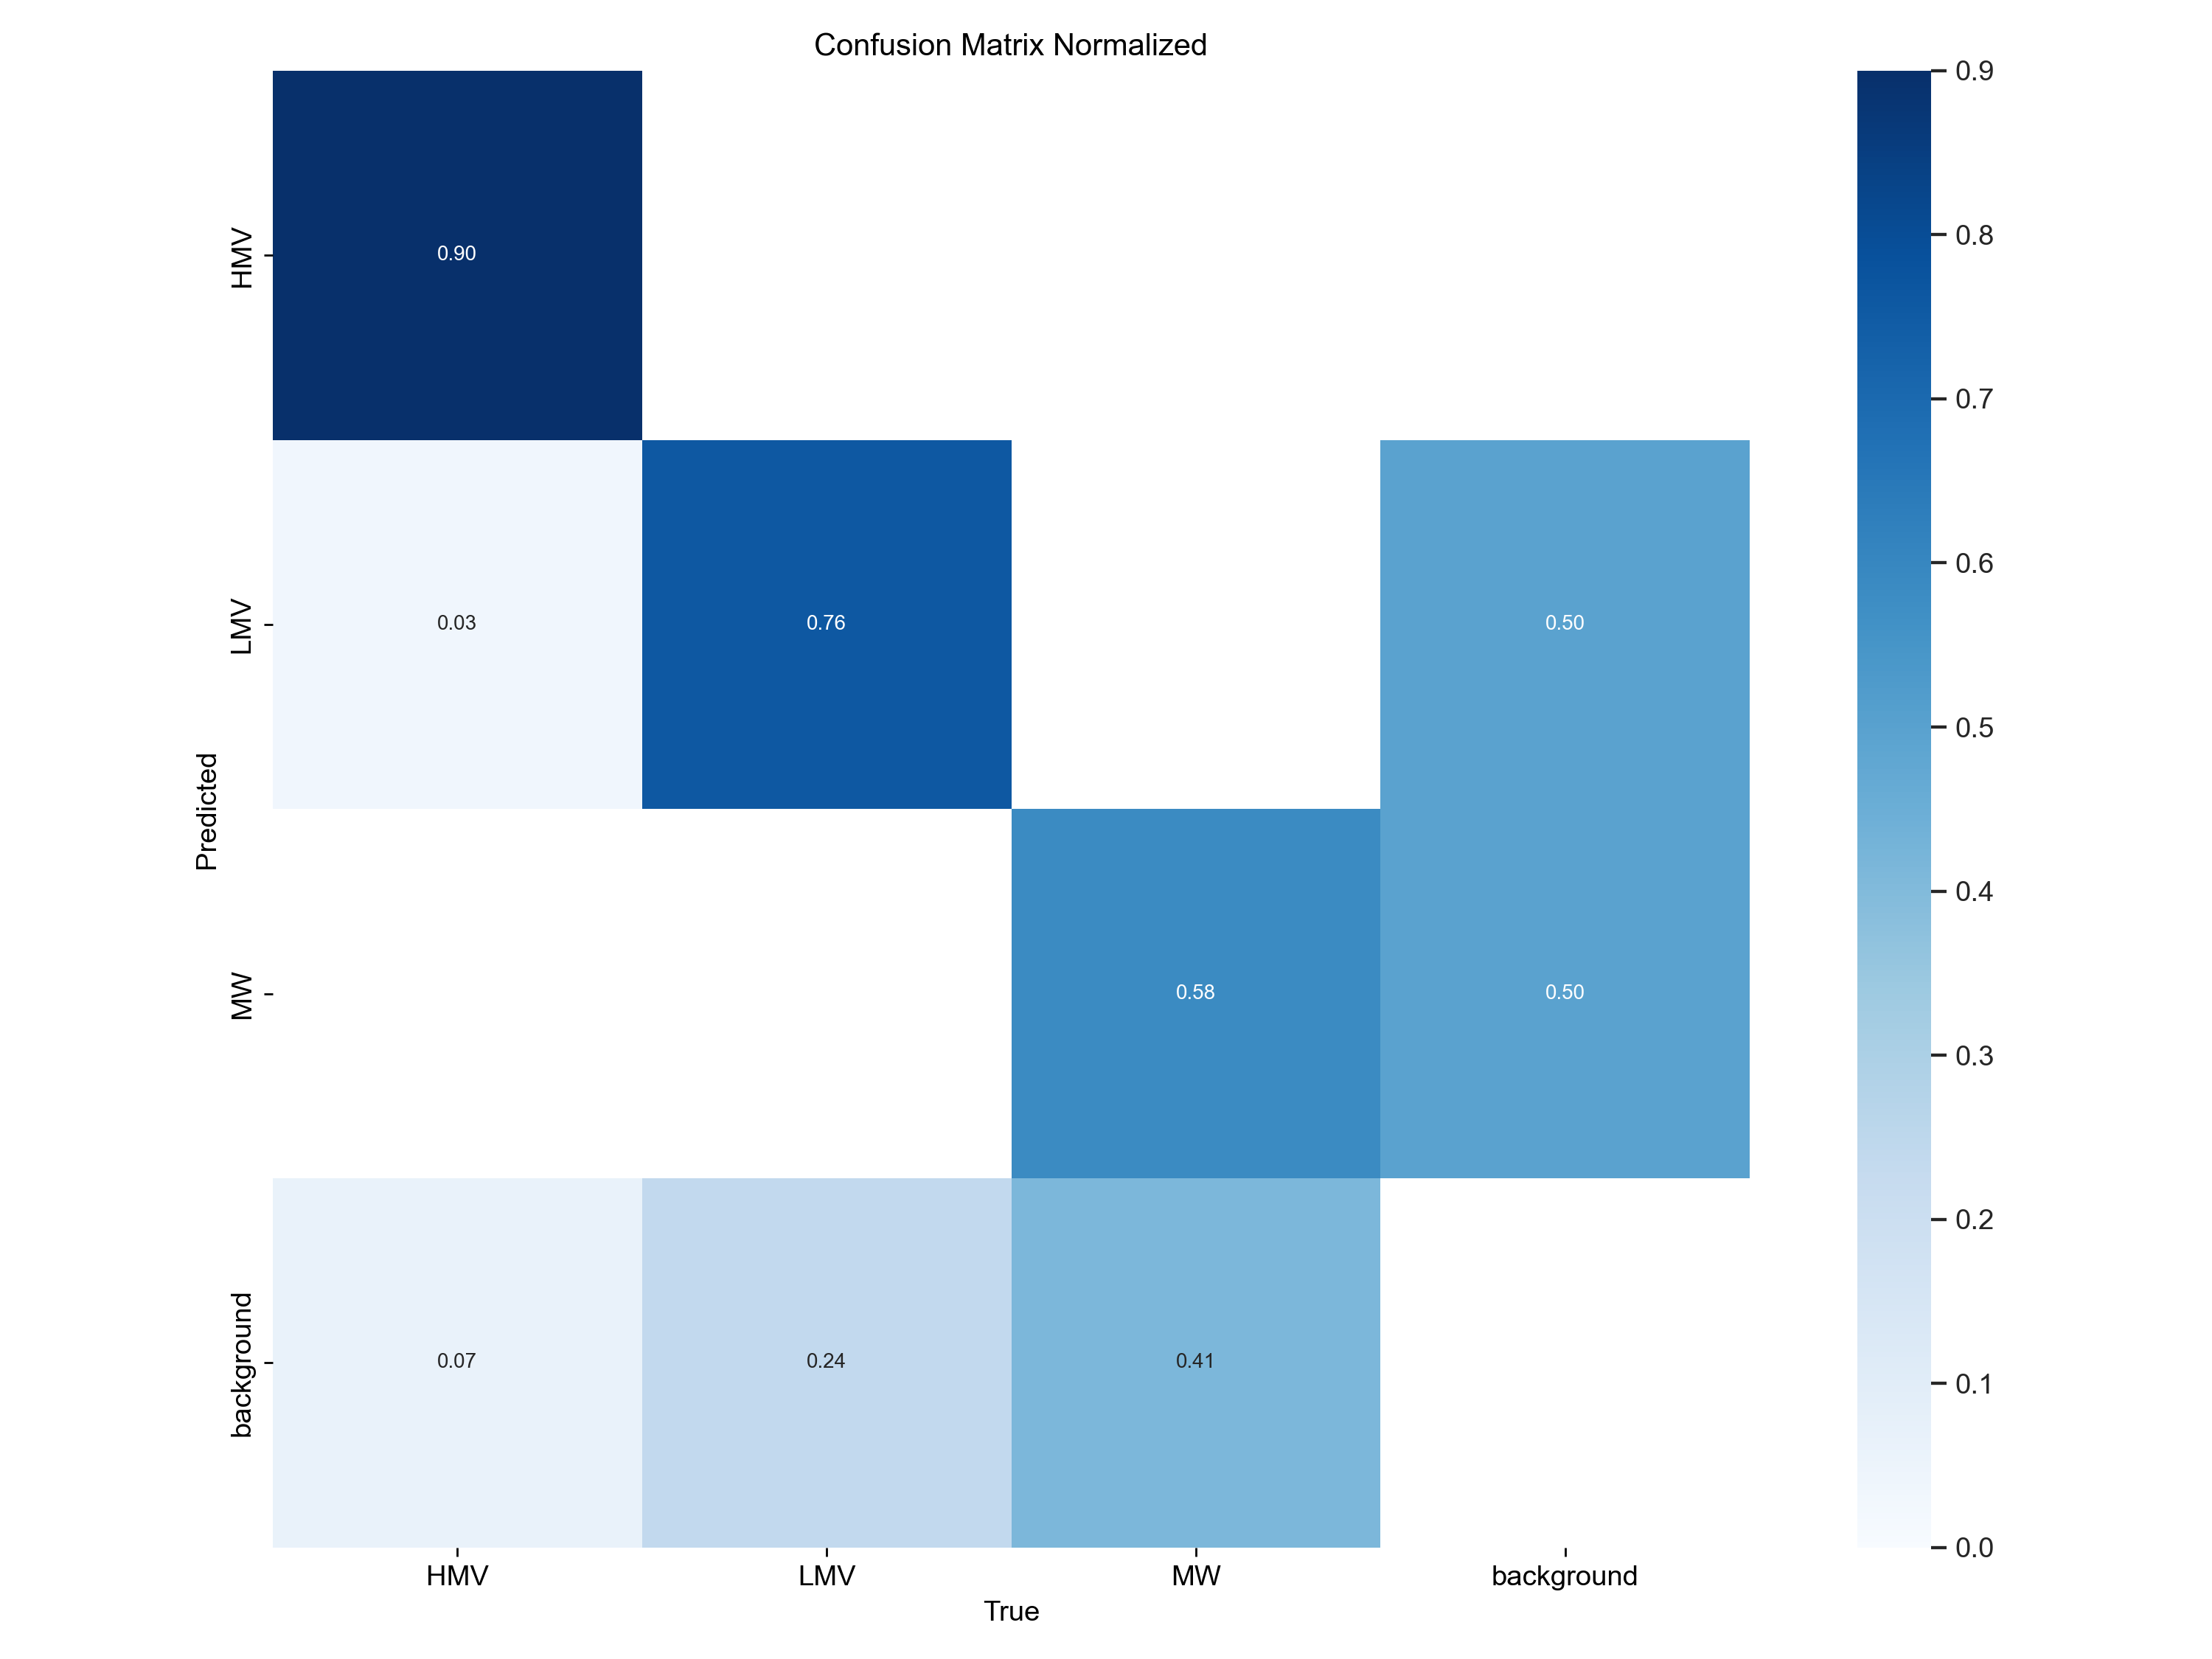 Confusion Matrix Normalized
HMV
0.90
LMV
0.03
0.76
0.50
MW
0.58
0.50
background
0.07
0.24
0.41
Predicted
HMV
LMV
MW
background
True
0.9
0.8
0.7
0.6
0.5
0.4
0.3
0.2
0.1
0.0